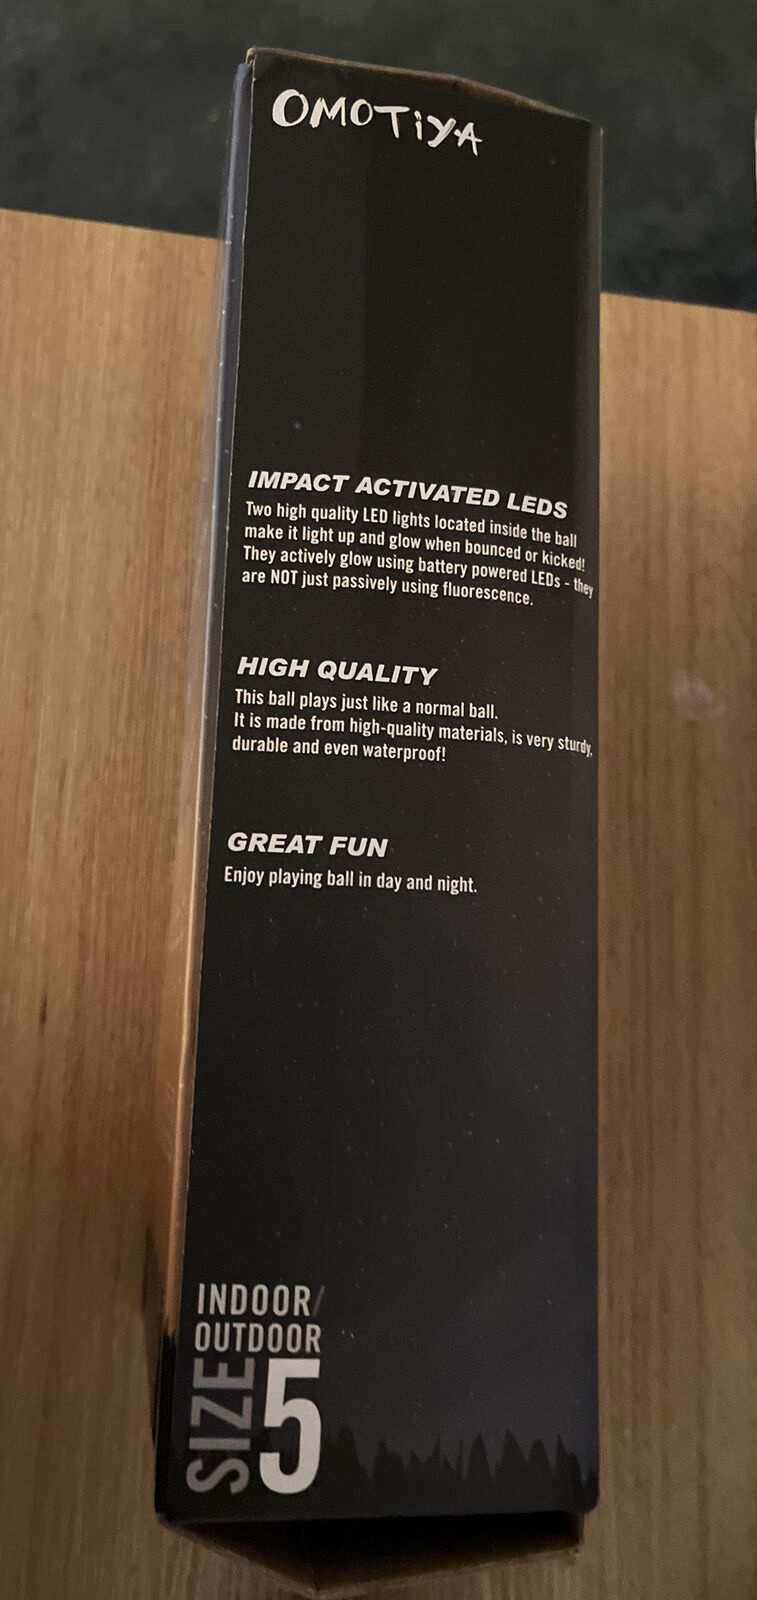 OMOTiYA
IMPACT ACTIVATED LEDS
Two high quality LED lights located inside the ball
make it light up and glow when bounced or kicked!
They actively glow using battery powered LEDs - they
are NOT just passively using fluorescence.
HIGH QUALITY
This ball plays just like a normal ball.
It is made from high-quality materials, is very sturdy,
durable and even waterproof!
GREAT FUN
Enjoy playing ball in day and night.
INDOOR/
OUTDOOR
SIZE 5